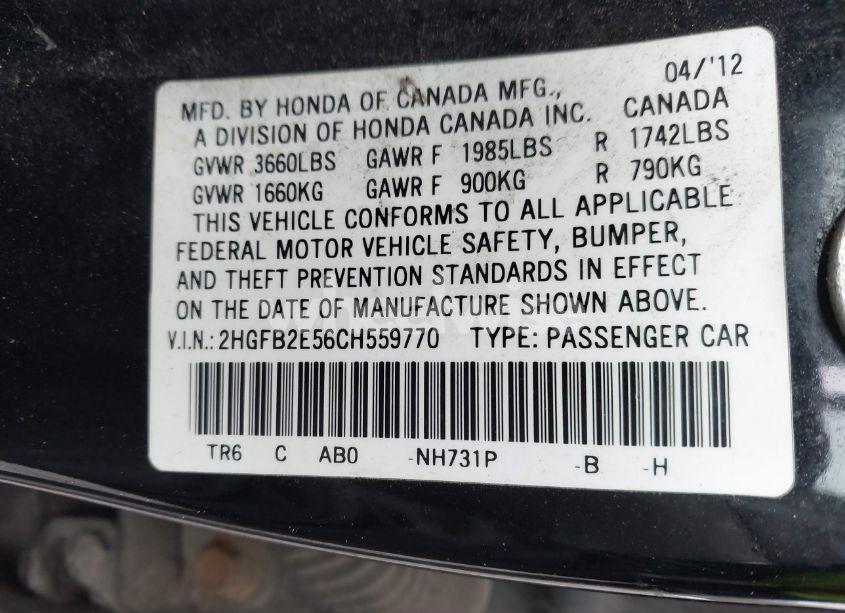 04/'12
MFD. BY HONDA OF CANADA MFG.,
A DIVISION OF HONDA CANADA INC. CANADA
GVWR 3660LBS GAWR F 1985LBS R 1742LBS
GVWR 1660KG GAWR F 900KG R 790KG
THIS VEHICLE CONFORMS TO ALL APPLICABLE
FEDERAL MOTOR VEHICLE SAFETY, BUMPER,
AND THEFT PREVENTION STANDARDS IN EFFECT
ON THE DATE OF MANUFACTURE SHOWN ABOVE.
V.I.N.: 2HGFB2E56CH559770 TYPE: PASSENGER CAR
TR6 C AB0 -NH731P -B -H